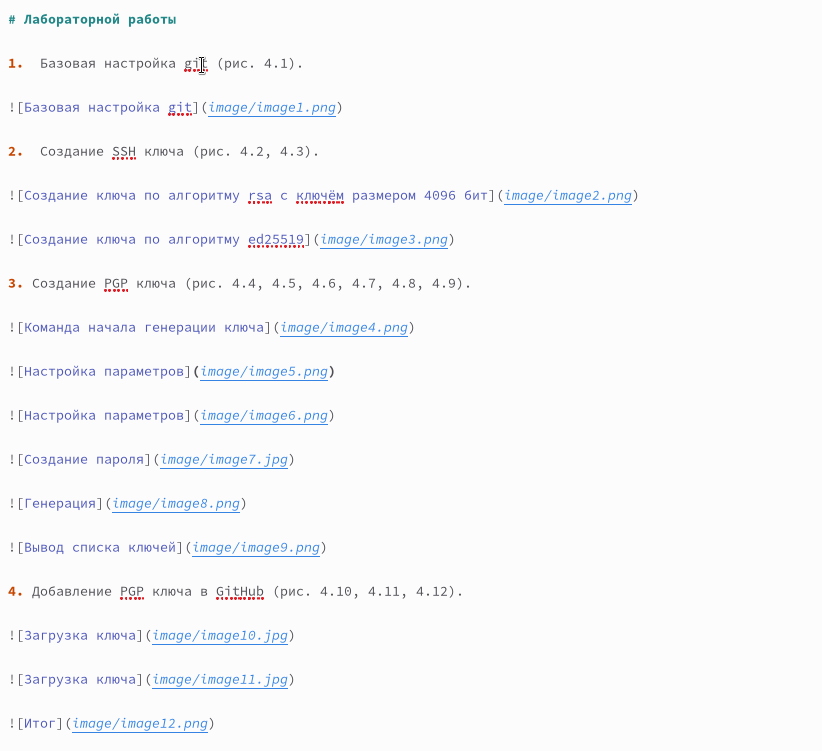 # Лабораторной работы
1. Базовая настройка git (рис. 4.1).
![Базовая настройка git](image/image1.png)
2. Создание SSH ключа (рис. 4.2, 4.3).
![Создание ключа по алгоритму rsa с ключём размером 4096 бит](image/image2.png)
![Создание ключа по алгоритму ed25519](image/image3.png)
3. Создание PGP ключа (рис. 4.4, 4.5, 4.6, 4.7, 4.8, 4.9).
![Команда начала генерации ключа](image/image4.png)
![Настройка параметров](image/image5.png)
![Настройка параметров](image/image6.png)
![Создание пароля](image/image7.jpg)
![Генерация](image/image8.png)
![Вывод списка ключей](image/image9.png)
4. Добавление PGP ключа в GitHub (рис. 4.10, 4.11, 4.12).
![Загрузка ключа](image/image10.jpg)
![Загрузка ключа](image/image11.jpg)
![Итог](image/image12.png)